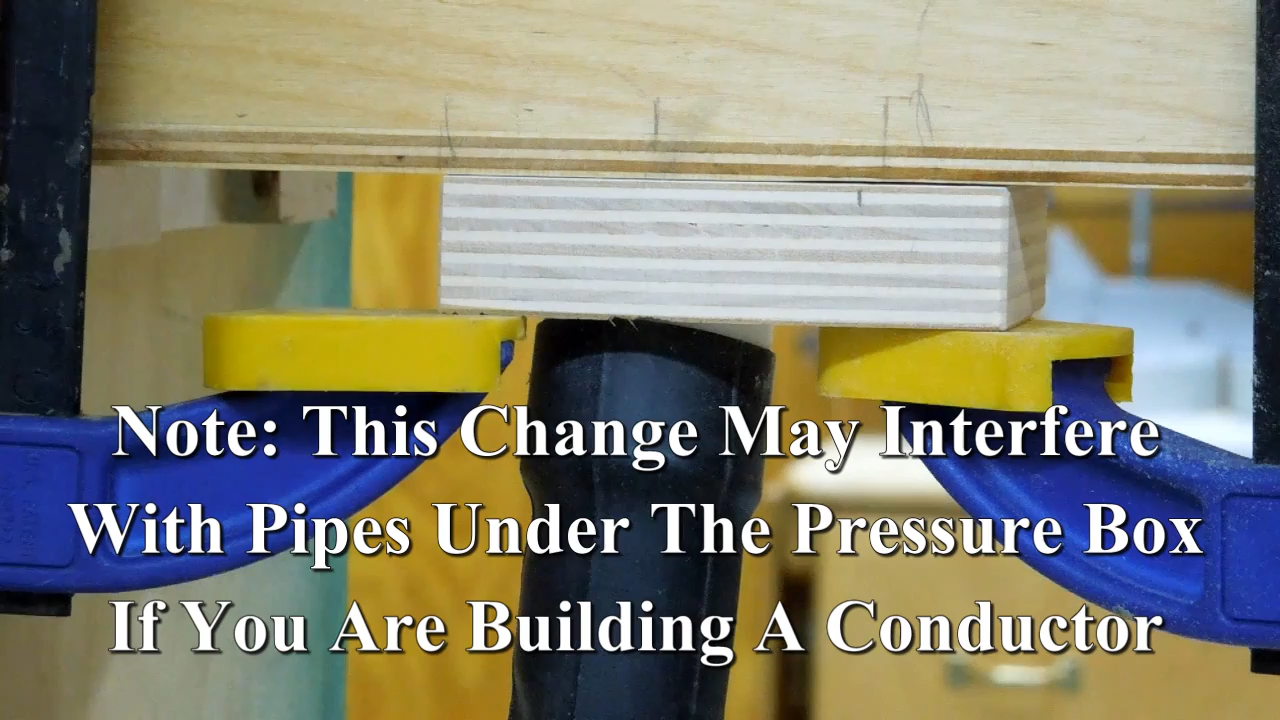 Note: This Change May Interfere
With Pipes Under The Pressure Box
If You Are Building A Conductor